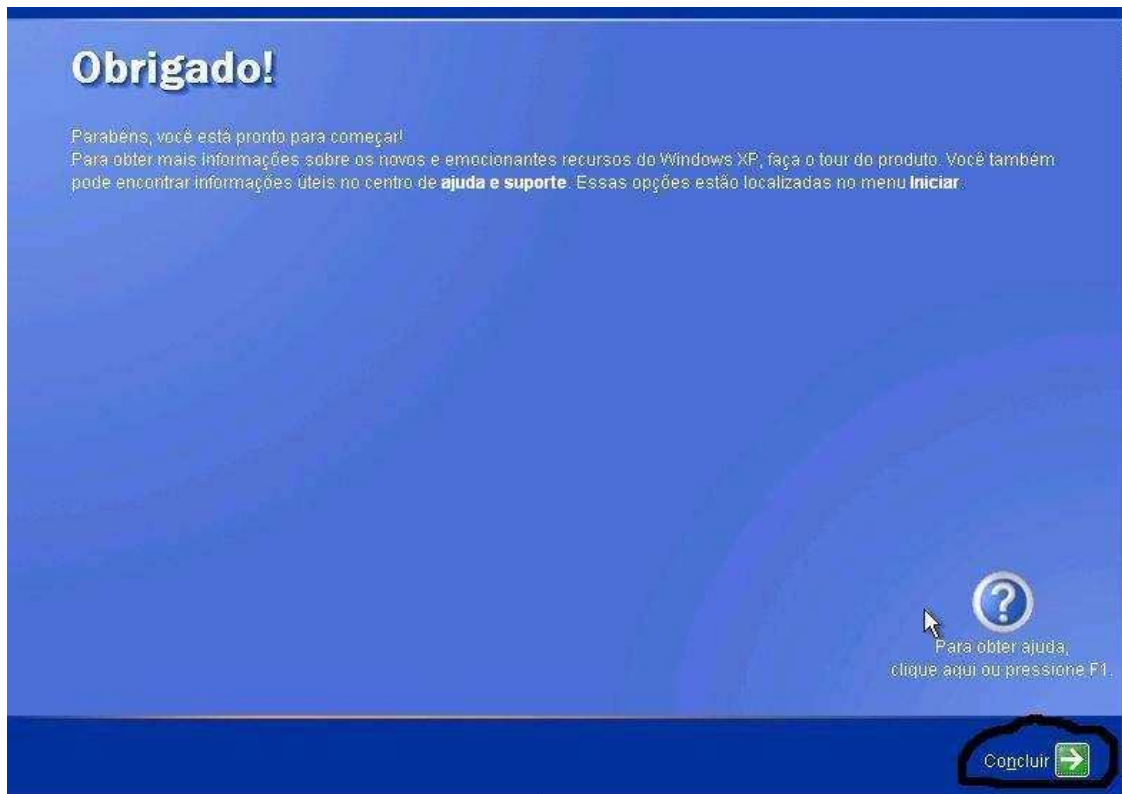 Obrigado!
Parabéns, você está pronto para começar!
Para obter mais informações sobre os novos e emocionantes recursos do Windows XP, faça o tour do produto. Você também
pode encontrar informações úteis no centro de ajuda e suporte. Essas opções estão localizadas no menu Iniciar.
Para obter ajuda,
clique aqui ou pressione F1.
Concluir